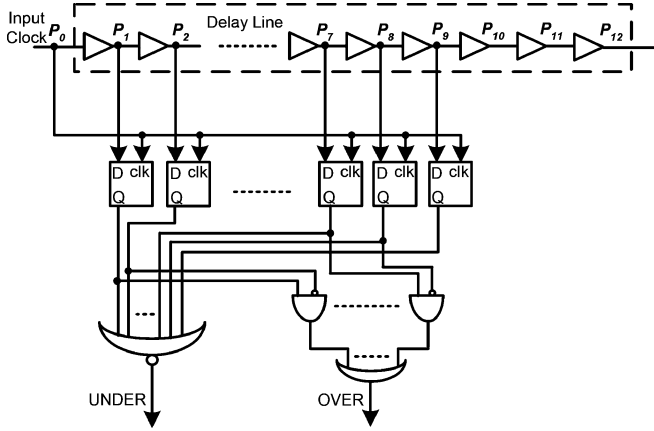 Input Clock
Delay Line
P0 P1 P2 P7 P8 P9 P10 P11 P12
D clk D clk D clk D clk D clk
Q Q Q Q Q
UNDER OVER